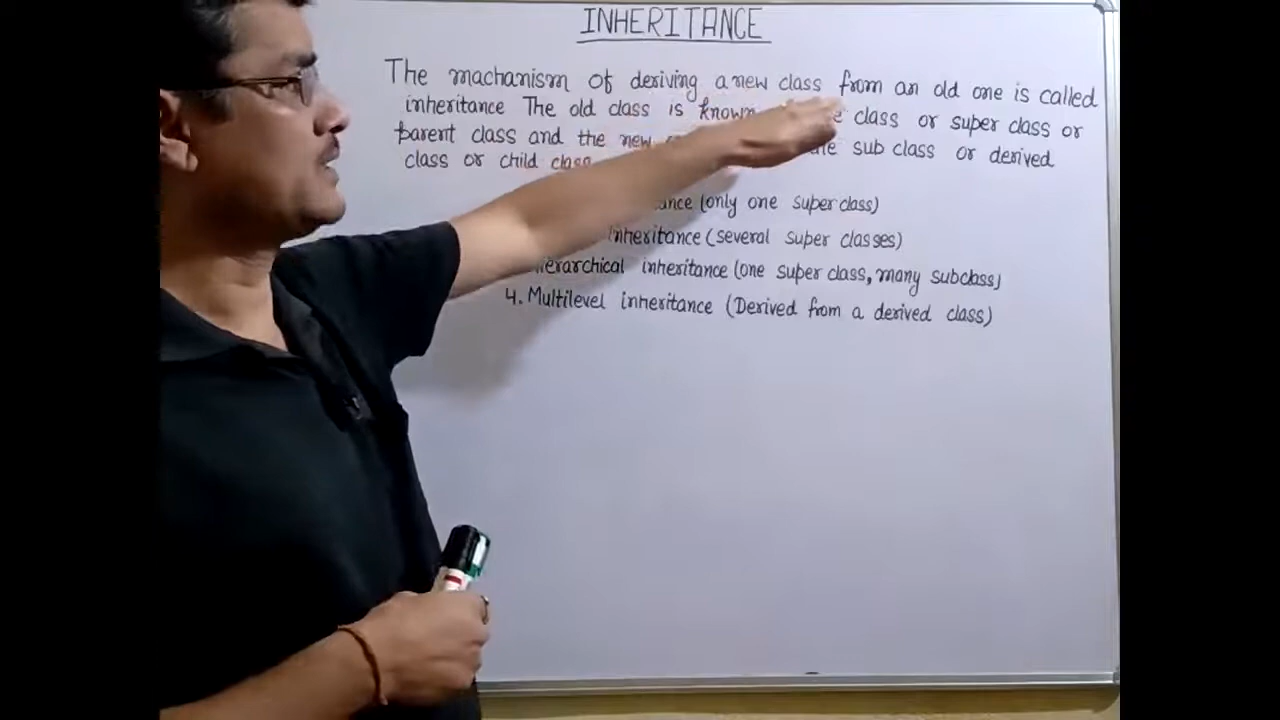 INHERITANCE
The machanism of deriving a new class from an old one is called
inheritance The old class is known class or super class or
parent class and the new sub class or derived
class or child class
(only one super class)
inheritance (several super classes)
Hierarchical inheritance (one super class, many subclass)
4. Multilevel inheritance (Derived from a derived class)